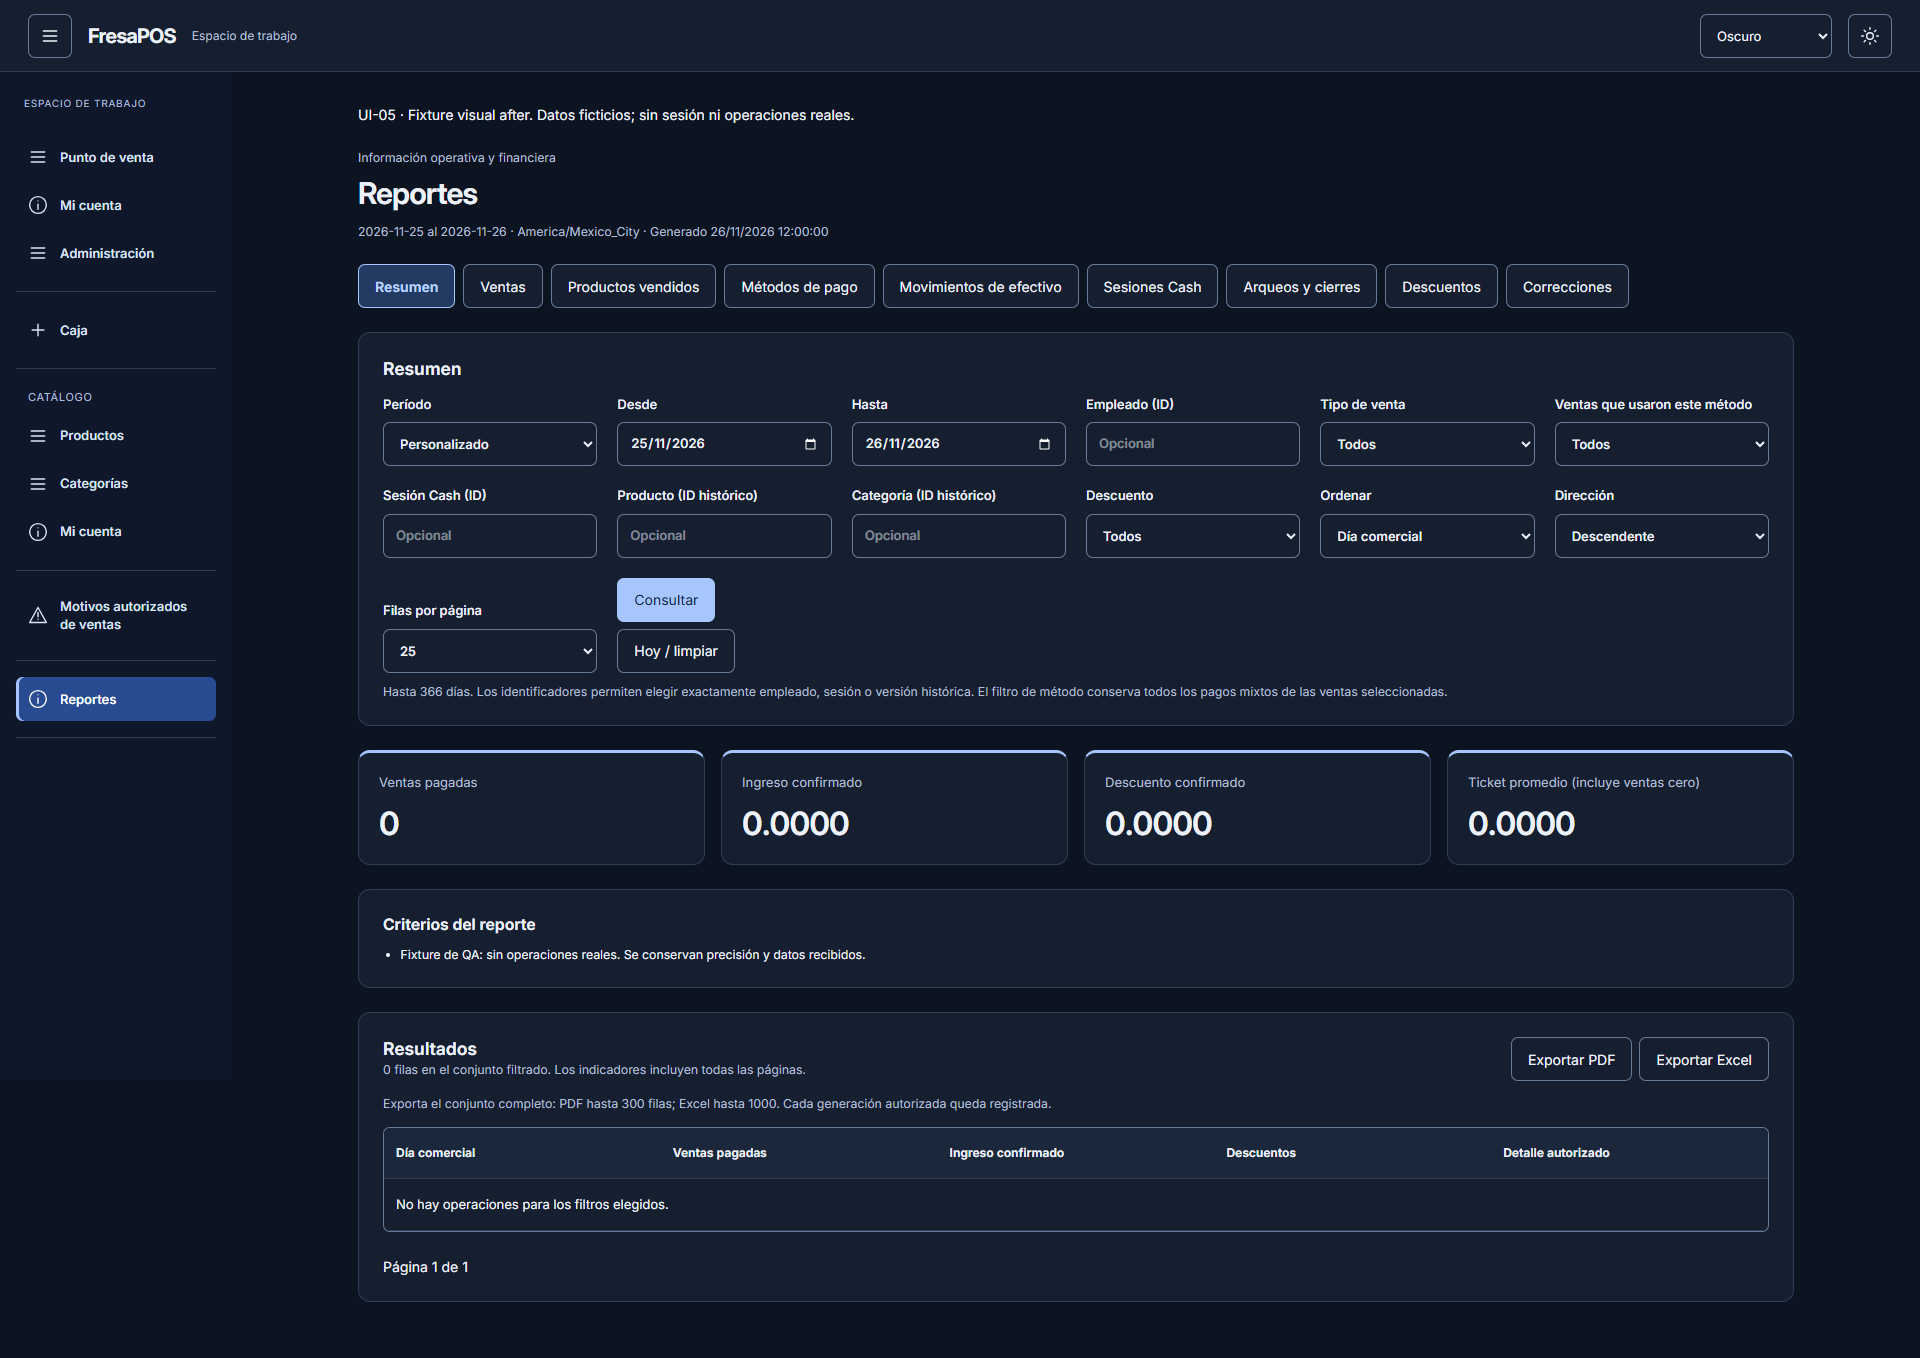 FresaPOS
Espacio de trabajo
Oscuro
ESPACIO DE TRABAJO
Punto de venta
Mi cuenta
Administración
Caja
CATÁLOGO
Productos
Categorías
Mi cuenta
Motivos autorizados
de ventas
Reportes
UI-05 · Fixture visual after. Datos ficticios; sin sesión ni operaciones reales.
Información operativa y financiera
Reportes
2026-11-25 al 2026-11-26 · America/Mexico_City · Generado 26/11/2026 12:00:00
Resumen Ventas Productos vendidos Métodos de pago Movimientos de efectivo Sesiones Cash Arqueos y cierres Descuentos Correcciones
Resumen
Período Desde Hasta Empleado (ID) Tipo de venta Ventas que usaron este método
Personalizado 25/11/2026 26/11/2026 Opcional Todos Todos
Sesión Cash (ID) Producto (ID histórico) Categoría (ID histórico) Descuento Ordenar Dirección
Opcional Opcional Opcional Todos Día comercial Descendente
Consultar
Filas por página
25 Hoy / limpiar
Hasta 366 días. Los identificadores permiten elegir exactamente empleado, sesión o versión histórica. El filtro de método conserva todos los pagos mixtos de las ventas seleccionadas.
Ventas pagadas Ingreso confirmado Descuento confirmado Ticket promedio (incluye ventas cero)
0 0.0000 0.0000 0.0000
Criterios del reporte
• Fixture de QA: sin operaciones reales. Se conservan precisión y datos recibidos.
Resultados
0 filas en el conjunto filtrado. Los indicadores incluyen todas las páginas.
Exportar PDF Exportar Excel
Exporta el conjunto completo: PDF hasta 300 filas; Excel hasta 1000. Cada generación autorizada queda registrada.
Día comercial Ventas pagadas Ingreso confirmado Descuentos Detalle autorizado
No hay operaciones para los filtros elegidos.
Página 1 de 1